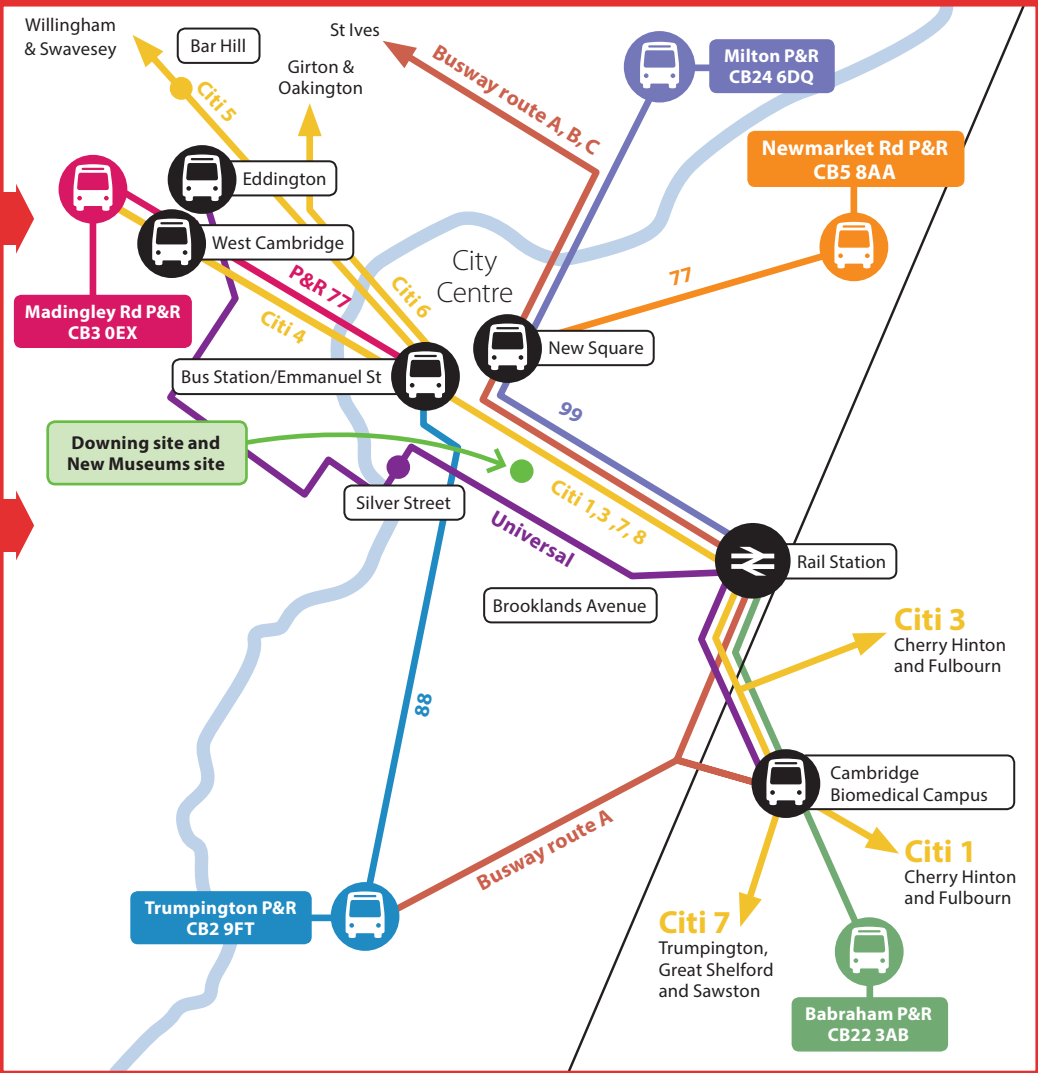 Willingham
& Swavesey
Bar Hill
St Ives
Girton &
Oakington
Citi 5
Busway route A, B, C
Milton P&R
CB24 6DQ
Newmarket Rd P&R
CB5 8AA
Eddington
West Cambridge
City
Centre
77
P&R 77
Citi 6
Citi 4
Madingley Rd P&R
CB3 0EX
New Square
Bus Station/Emmanuel St
99
Downing site and
New Museums site
Silver Street
Citi 1,3 ,7, 8
Universal
Rail Station
Brooklands Avenue
Citi 3
Cherry Hinton
and Fulbourn
88
Cambridge
Biomedical Campus
Busway route A
Citi 1
Cherry Hinton
and Fulbourn
Trumpington P&R
CB2 9FT
Citi 7
Trumpington,
Great Shelford
and Sawston
Babraham P&R
CB22 3AB